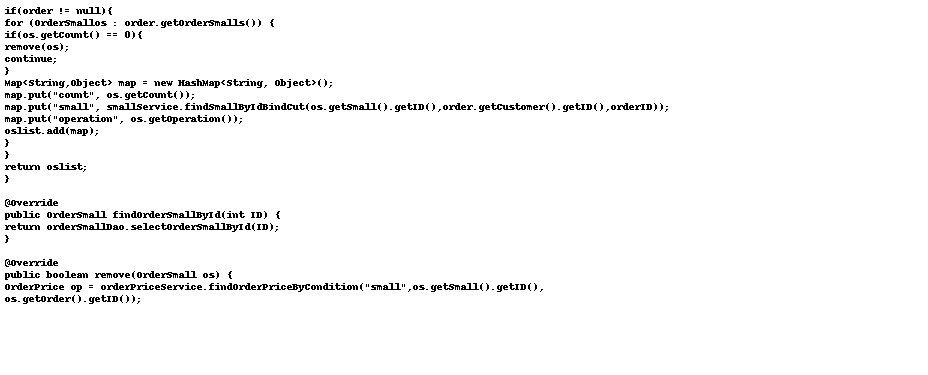 if(order != null){
for (OrderSmallos : order.getOrderSmalls()) {
if(os.getCount() == 0){
remove(os);
continue;
}
Map<String,Object> map = new HashMap<String, Object>();
map.put("count", os.getCount());
map.put("small", smallService.findSmallByIdBindCut(os.getSmall().getID(),order.getCustomer().getID(),orderID));
map.put("operation", os.getOperation());
oslist.add(map);
}
}
return oslist;
}

@Override
public OrderSmall findOrderSmallById(int ID) {
return orderSmallDao.selectOrderSmallById(ID);
}

@Override
public boolean remove(OrderSmall os) {
OrderPrice op = orderPriceService.findOrderPriceByCondition("small",os.getSmall().getID(),
os.getOrder().getID());